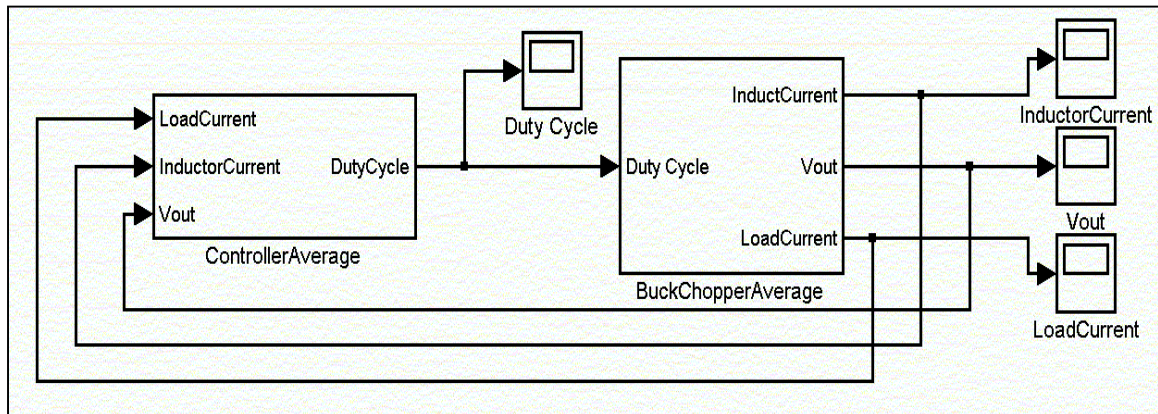 LoadCurrent
InductorCurrent
DutyCycle
Vout
ControllerAverage
Duty Cycle
Duty Cycle
InductCurrent
Vout
LoadCurrent
BuckChopperAverage
InductorCurrent
Vout
LoadCurrent